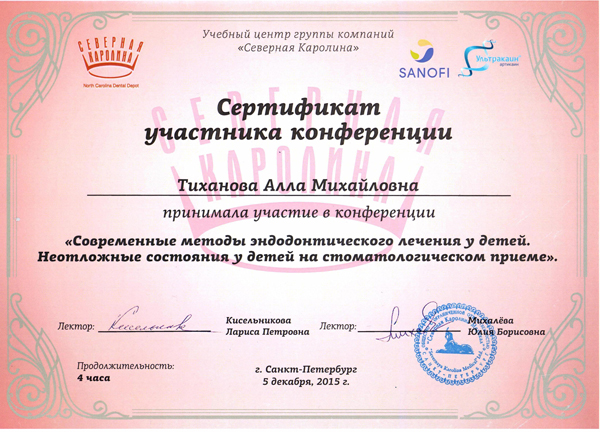 СЕВЕРНАЯ
КАРОЛИНА
North Carolina Dental Depot
Учебный центр группы компаний
«Северная Каролина»
SANOFI
Ультракаин®
артикаин
СЕВЕРНАЯ
КАРОЛИНА
Сертификат
участника конференции
Тиханова Алла Михайловна
принимала участие в конференции
«Современные методы эндодонтического лечения у детей.
Неотложные состояния у детей на стоматологическом приеме».
Лектор:
Кисельникова
Лариса Петровна
Лектор:
Михалёва
Юлия Борисовна
Продолжительность:
4 часа
г. Санкт-Петербург
5 декабря, 2015 г.